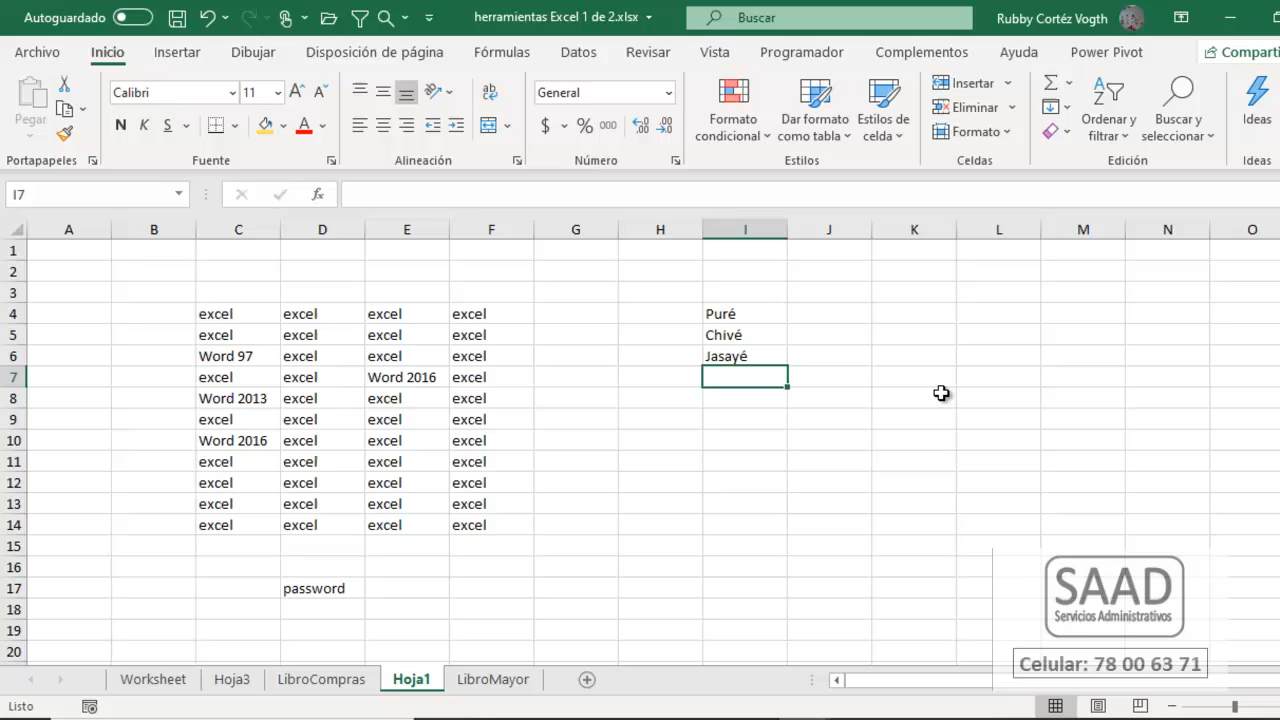 Autoguardado herramientas Excel 1 de 2.xlsx Buscar Rubby Cortéz Vogth
Archivo Inicio Insertar Dibujar Disposición de página Fórmulas Datos Revisar Vista Programador Complementos Ayuda Power Pivot Comparti
Pegar
Calibri 11
N K S
General
$ % 000
Formato condicional
Dar formato como tabla
Estilos de celda
Insertar
Eliminar
Formato
Ordenar y filtrar
Buscar y seleccionar
Ideas
Portapapeles Fuente Alineación Número Estilos Celdas Edición Ideas
I7 fx
A B C D E F G H I J K L M N O
1
2
3
4 excel excel excel excel Puré
5 excel excel excel excel Chivé
6 Word 97 excel excel excel Jasayé
7 excel excel Word 2016 excel
8 Word 2013 excel excel excel
9 excel excel excel excel
10 Word 2016 excel excel excel
11 excel excel excel excel
12 excel excel excel excel
13 excel excel excel excel
14 excel excel excel excel
15
16
17 password
18
19
20
SAAD
Servicios Administrativos
Celular: 78 00 63 71
Worksheet Hoja3 LibroCompras Hoja1 LibroMayor
Listo